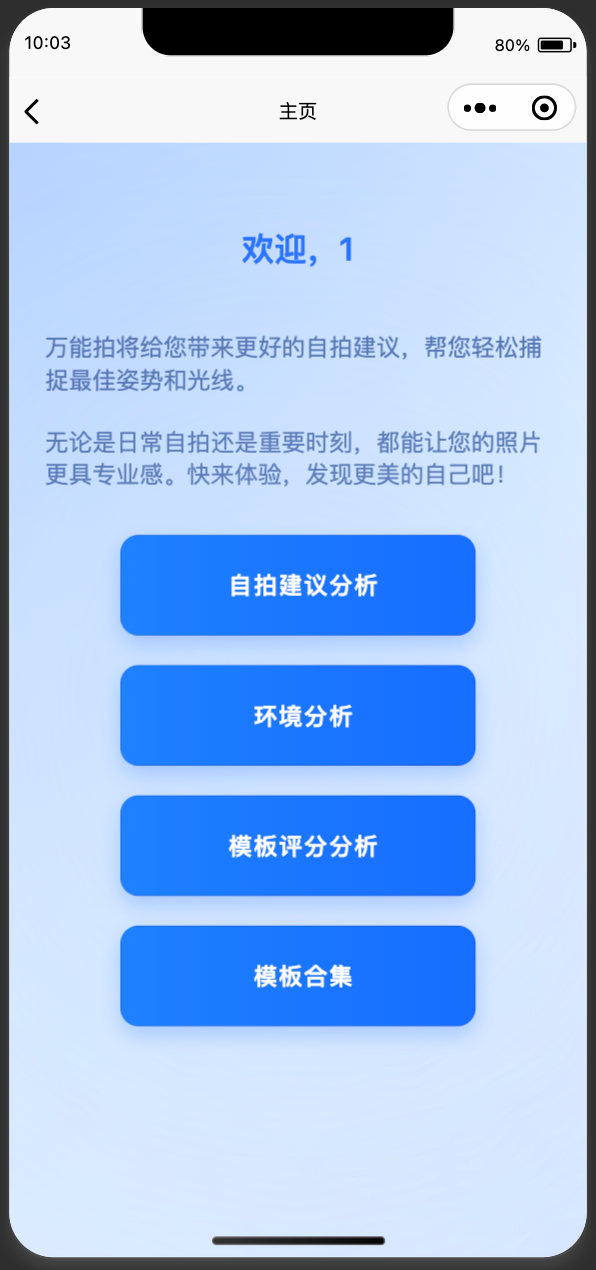 10:03
80%
主页
欢迎，1
万能拍将给您带来更好的自拍建议，帮您轻松捕
捉最佳姿势和光线。
无论是日常自拍还是重要时刻，都能让您的照片
更具专业感。快来体验，发现更美的自己吧！
自拍建议分析
环境分析
模板评分分析
模板合集